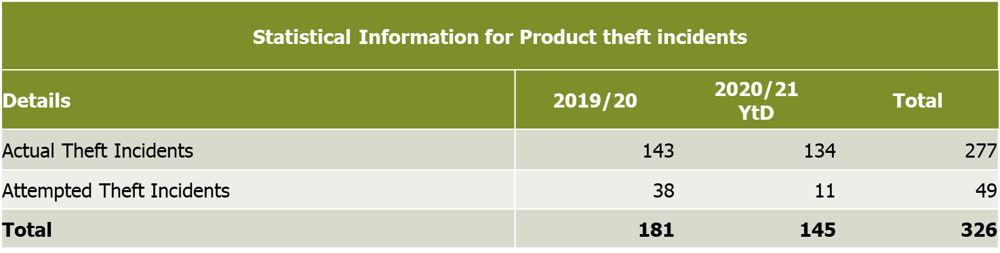 Statistical Information for Product theft incidents
Details 2019/20 2020/21 YtD Total
Actual Theft Incidents 143 134 277
Attempted Theft Incidents 38 11 49
Total 181 145 326